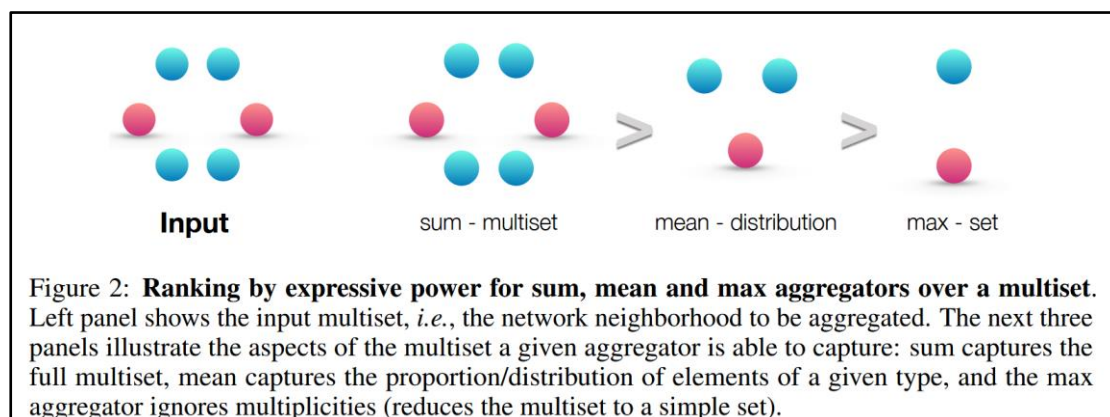 Input
sum - multiset
>
mean - distribution
>
max - set
Figure 2: Ranking by expressive power for sum, mean and max aggregators over a multiset.
Left panel shows the input multiset, i.e., the network neighborhood to be aggregated. The next three
panels illustrate the aspects of the multiset a given aggregator is able to capture: sum captures the
full multiset, mean captures the proportion/distribution of elements of a given type, and the max
aggregator ignores multiplicities (reduces the multiset to a simple set).